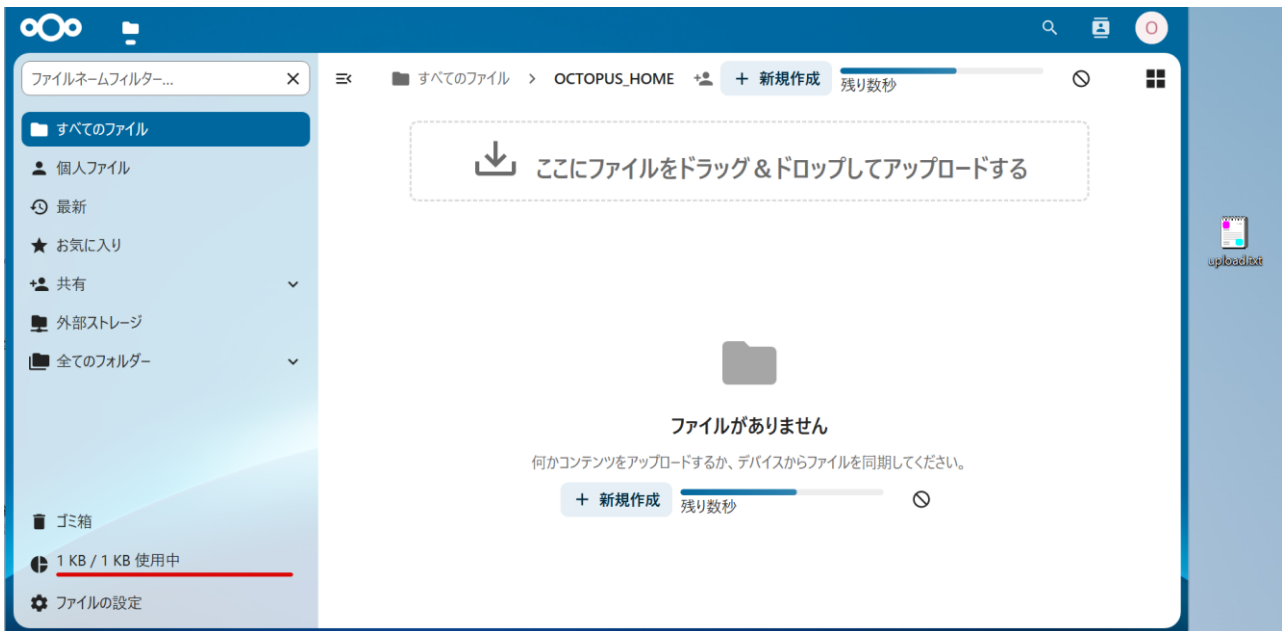 O
ファイルネームフィルター...
すべてのファイル
個人ファイル
最新
お気に入り
共有
外部ストレージ
全てのフォルダー
ゴミ箱
1 KB / 1 KB 使用中
ファイルの設定
すべてのファイル > OCTOPUS_HOME + 新規作成 残り数秒
ここにファイルをドラッグ＆ドロップしてアップロードする
ファイルがありません
何かコンテンツをアップロードするか、デバイスからファイルを同期してください。
+ 新規作成 残り数秒
upload.txt